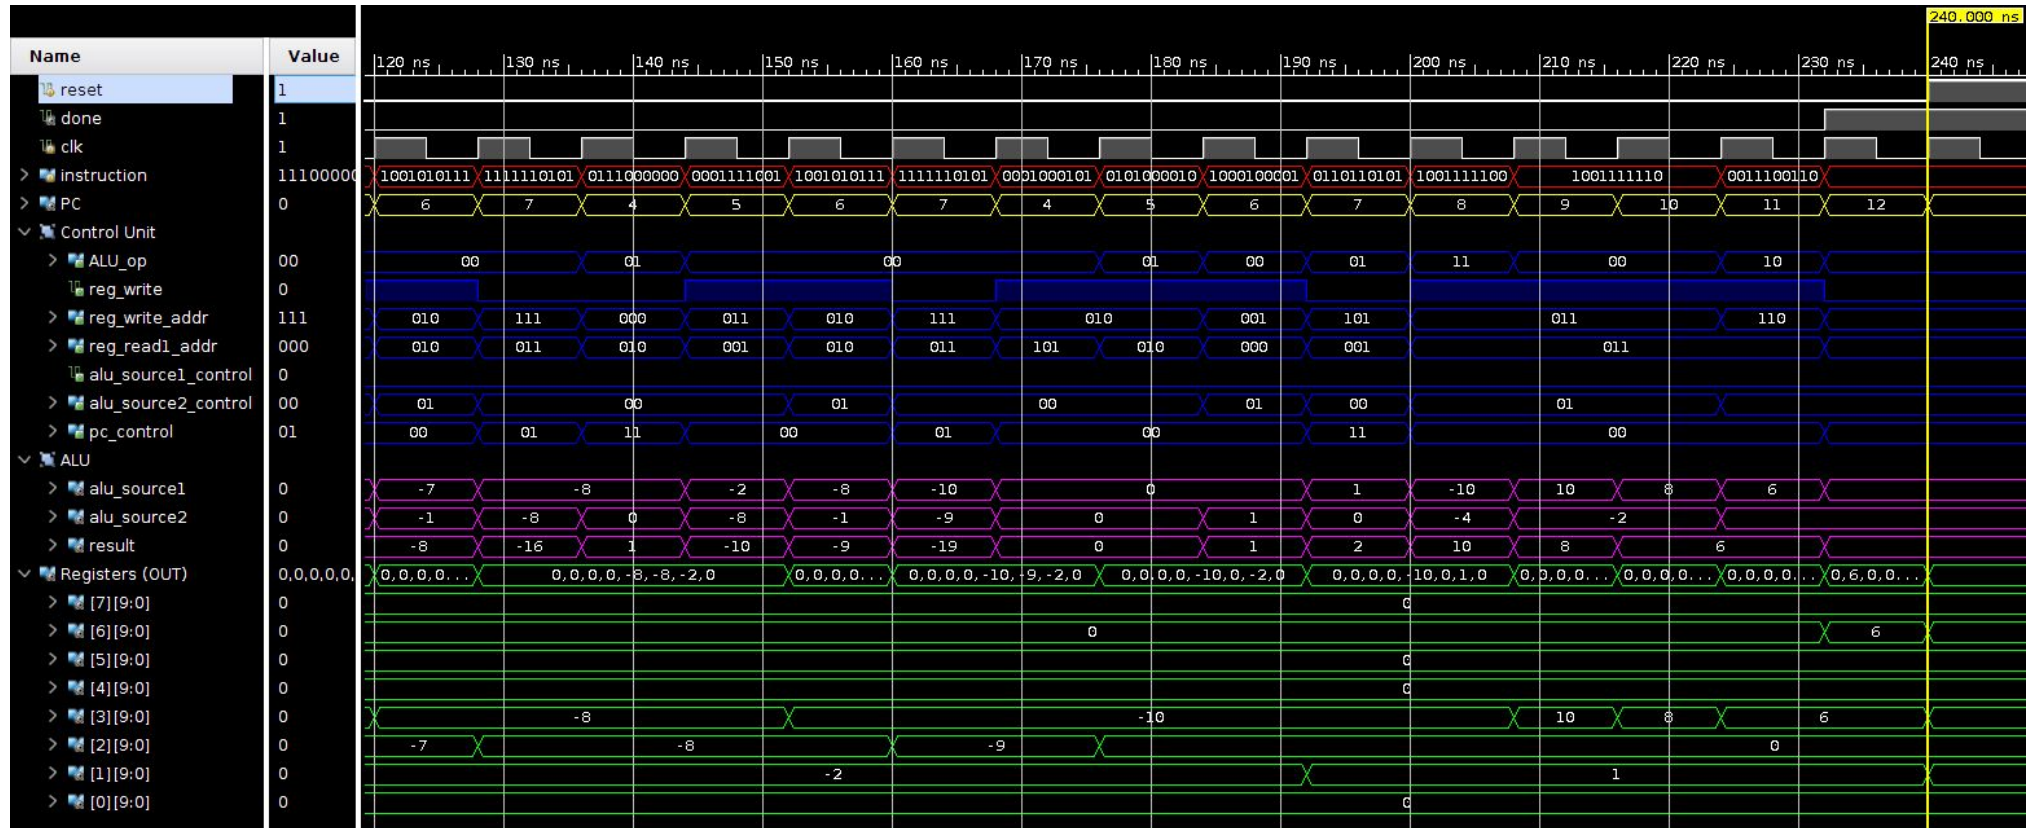 240.000 ns
Name Value 120 ns 130 ns 140 ns 150 ns 160 ns 170 ns 180 ns 190 ns 200 ns 210 ns 220 ns 230 ns 240 ns
reset 1
done 1
clk 1
instruction 11100000 1001010111 1111110101 0111000000 0001111001 1001010111 1111110101 0001000101 0101000010 1000100001 0110110101 1001111100 1001111110 0011100110
PC 0 6 7 4 5 6 7 4 5 6 7 8 9 10 11 12
Control Unit
ALU_op 00 00 01 00 01 00 01 11 00 10
reg_write 0
reg_write_addr 111 010 111 000 011 010 111 010 001 101 011 110
reg_read1_addr 000 010 011 010 001 010 011 101 010 000 001 011
alu_source1_control 0
alu_source2_control 00 01 00 01 00 01 00 01
pc_control 01 00 01 11 00 01 00 11 00
ALU
alu_source1 0 -7 -8 -2 -8 -10 0 1 -10 10 8 6
alu_source2 0 -1 -8 0 -8 -1 -9 0 1 0 -4 -2
result 0 -8 -16 1 -10 -9 -19 0 1 2 10 8 6
Registers (OUT) 0,0,0,0,0, 0,0,0,0... 0,0,0,0,-8,-8,-2,0 0,0,0,0... 0,0,0,0,-10,-9,-2,0 0,0,0,0,-10,0,-2,0 0,0,0,0,-10,0,1,0 0,0,0,0... 0,0,0,0... 0,0,0,0... 0,6,0,0...
[7][9:0] 0 0
[6][9:0] 0 0 6
[5][9:0] 0 0
[4][9:0] 0 0
[3][9:0] 0 -8 -10 10 8 6
[2][9:0] 0 -7 -8 -9 0
[1][9:0] 0 -2 1
[0][9:0] 0 0